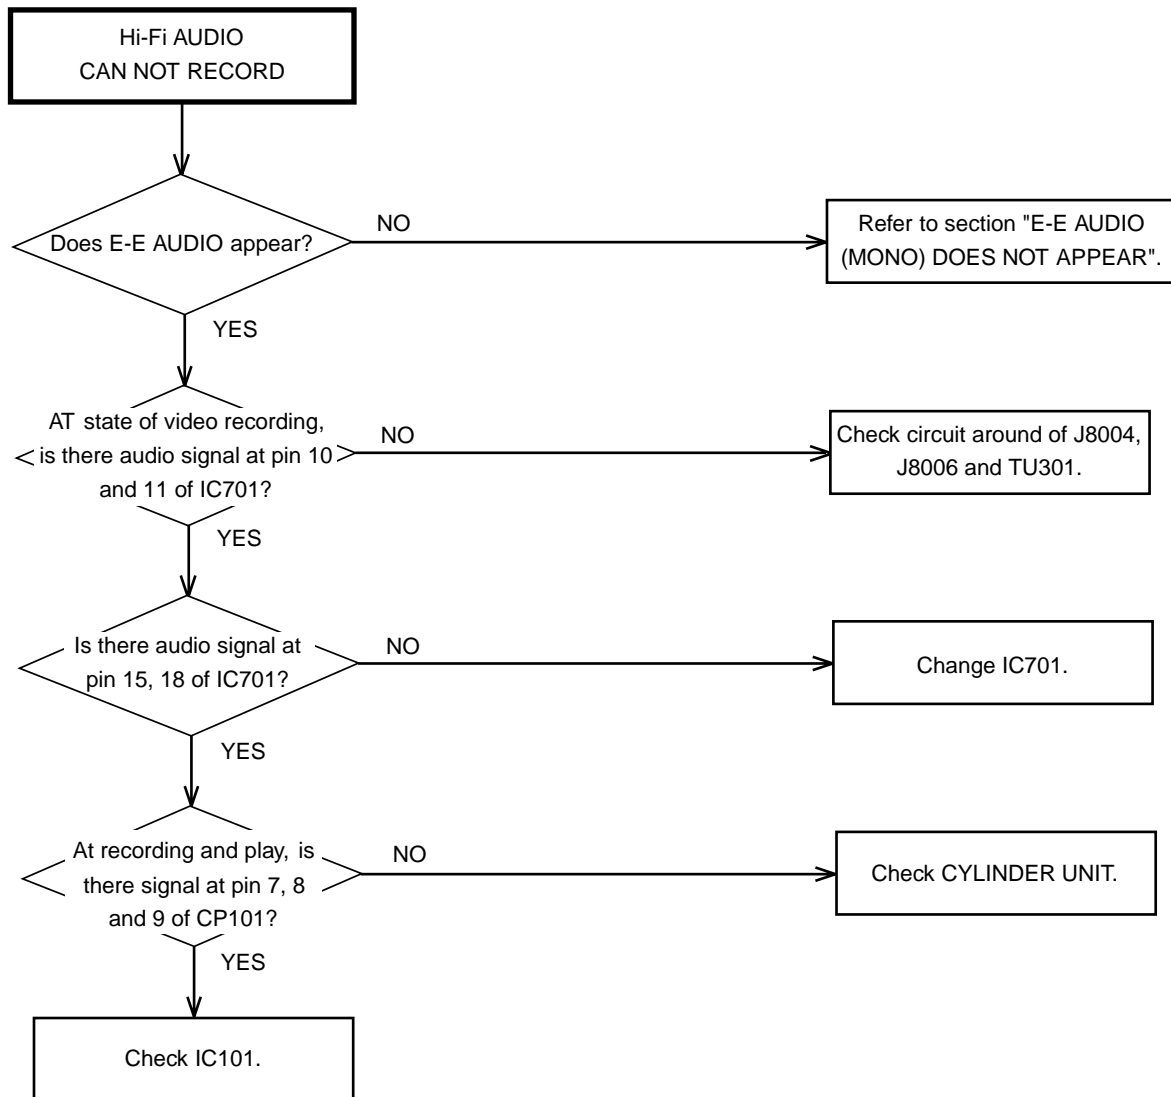 Hi-Fi AUDIO
CAN NOT RECORD
Does E-E AUDIO appear?
NO
Refer to section "E-E AUDIO
(MONO) DOES NOT APPEAR".
YES
AT state of video recording,
is there audio signal at pin 10
and 11 of IC701?
NO
Check circuit around of J8004,
J8006 and TU301.
YES
Is there audio signal at
pin 15, 18 of IC701?
NO
Change IC701.
YES
At recording and play, is
there signal at pin 7, 8
and 9 of CP101?
NO
Check CYLINDER UNIT.
YES
Check IC101.